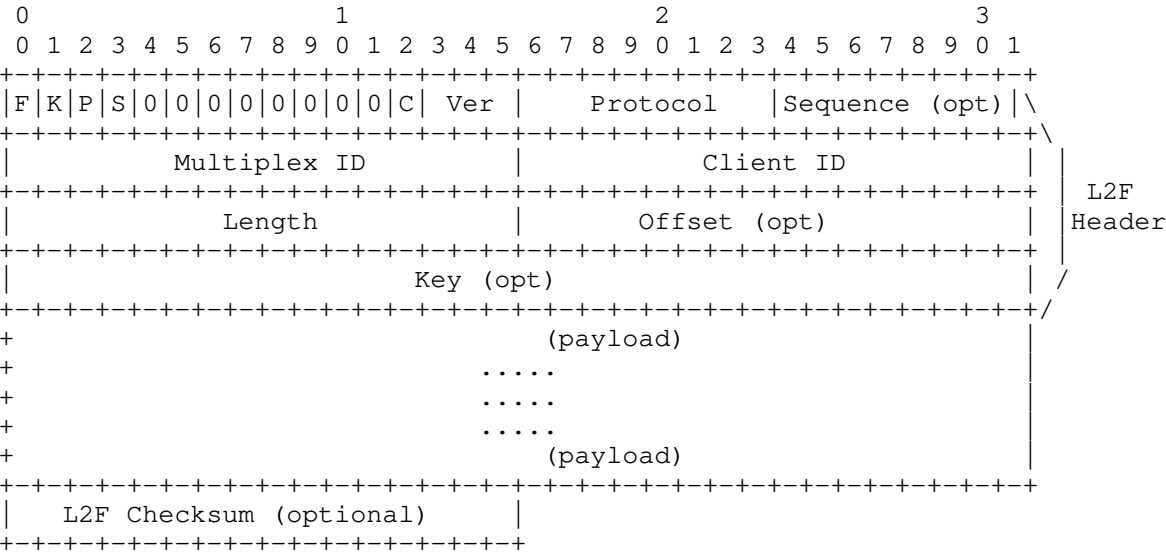 0                   1                   2                   3
 0 1 2 3 4 5 6 7 8 9 0 1 2 3 4 5 6 7 8 9 0 1 2 3 4 5 6 7 8 9 0 1
+-+-+-+-+-+-+-+-+-+-+-+-+-+-+-+-+-+-+-+-+-+-+-+-+-+-+-+-+-+-+-+-+
|F|K|P|S|0|0|0|0|0|0|0|0|C| Ver |    Protocol   |Sequence (opt)|\
+-+-+-+-+-+-+-+-+-+-+-+-+-+-+-+-+-+-+-+-+-+-+-+-+-+-+-+-+-+-+-+-+\
|          Multiplex ID         |           Client ID           | |
+-+-+-+-+-+-+-+-+-+-+-+-+-+-+-+-+-+-+-+-+-+-+-+-+-+-+-+-+-+-+-+-+ | L2F
|             Length            |       Offset (opt)            | |Header
+-+-+-+-+-+-+-+-+-+-+-+-+-+-+-+-+-+-+-+-+-+-+-+-+-+-+-+-+-+-+-+-+ |
|                         Key (opt)                             | /
+-+-+-+-+-+-+-+-+-+-+-+-+-+-+-+-+-+-+-+-+-+-+-+-+-+-+-+-+-+-+-+-+/
+                                 (payload)                     |
+                             .....                             |
+                             .....                             |
+                             .....                             |
+                                 (payload)                     |
+-+-+-+-+-+-+-+-+-+-+-+-+-+-+-+-+-+-+-+-+-+-+-+-+-+-+-+-+-+-+-+-+
|   L2F Checksum (optional)     |
+-+-+-+-+-+-+-+-+-+-+-+-+-+-+-+-+